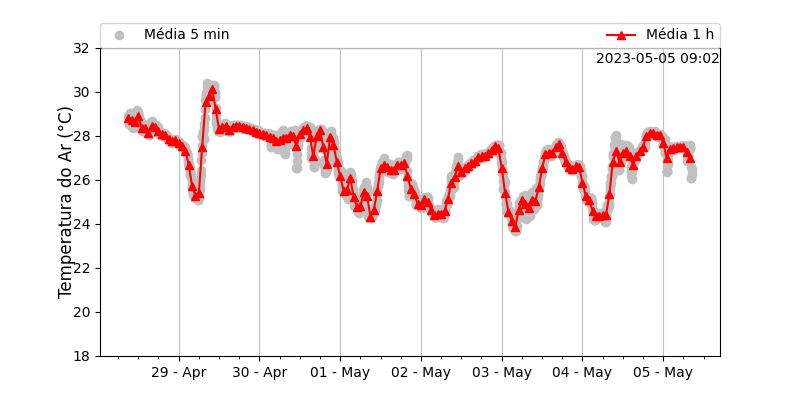 Média 5 min
Média 1 h
2023-05-05 09:02
Temperatura do Ar (°C)
32
30
28
26
24
22
20
18
29 - Apr
30 - Apr
01 - May
02 - May
03 - May
04 - May
05 - May